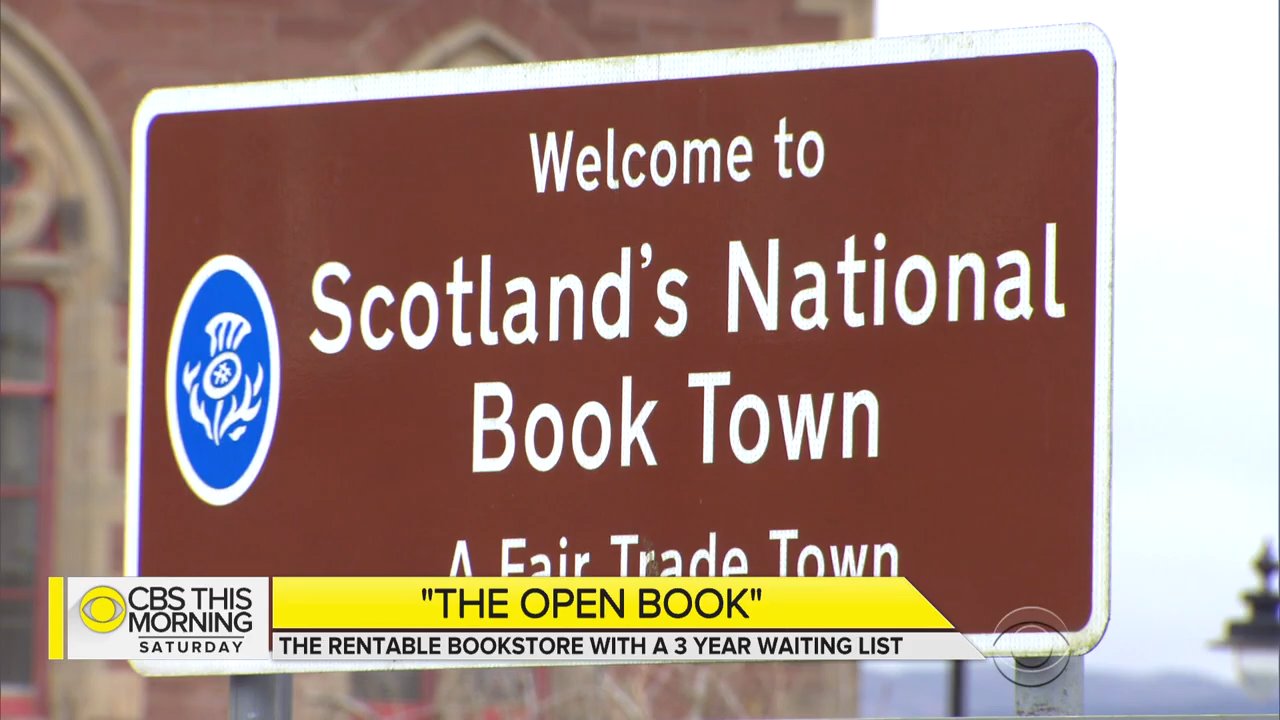 Welcome to
Scotland's National
Book Town
A Fair Trade Town
CBS THIS
MORNING
SATURDAY
"THE OPEN BOOK"
THE RENTABLE BOOKSTORE WITH A 3 YEAR WAITING LIST